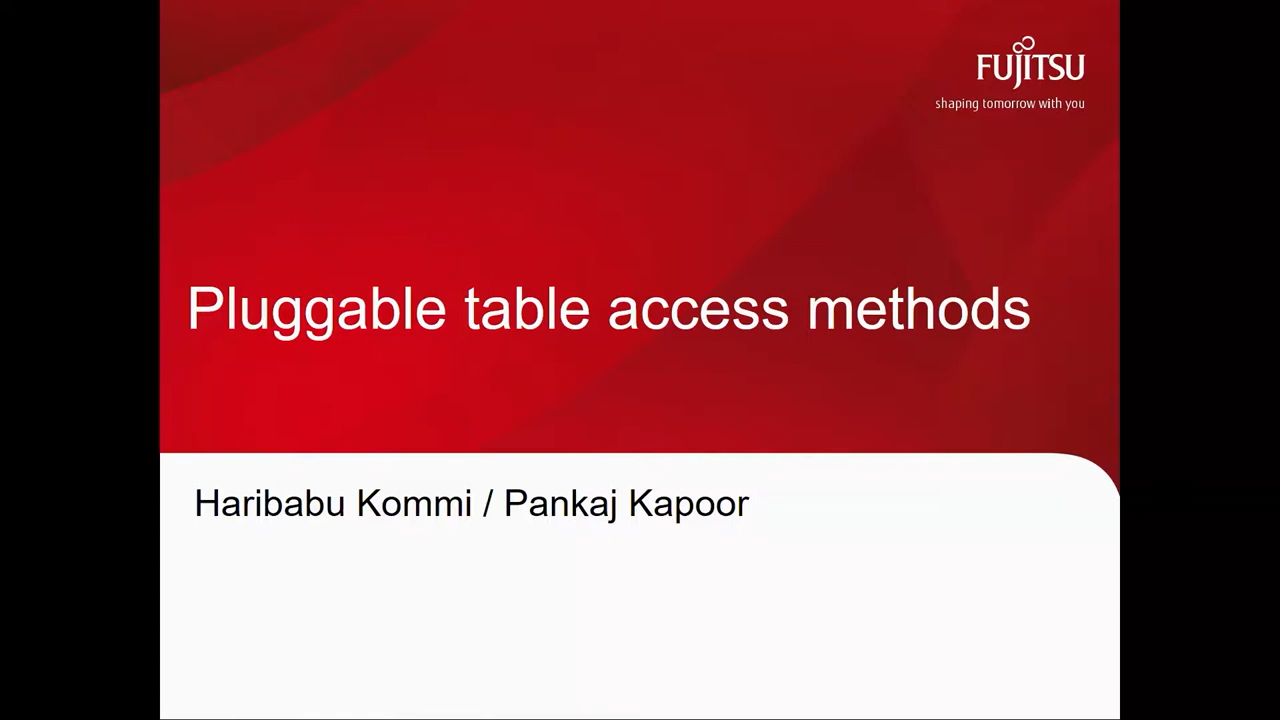 FUJITSU
shaping tomorrow with you
Pluggable table access methods
Haribabu Kommi / Pankaj Kapoor